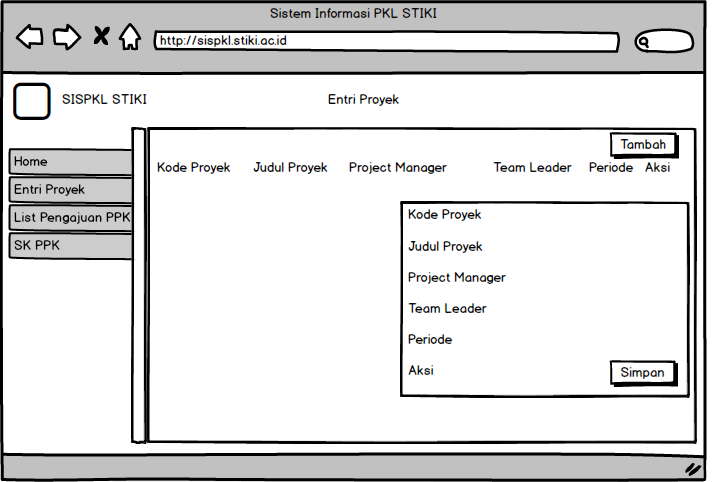 Sistem Informasi PKL STIKI
http://sispkl.stiki.ac.id
SISPKL STIKI
Entri Proyek
Home
Entri Proyek
List Pengajuan PPK
SK PPK
Tambah
Kode Proyek Judul Proyek Project Manager Team Leader Periode Aksi
Kode Proyek
Judul Proyek
Project Manager
Team Leader
Periode
Aksi
Simpan